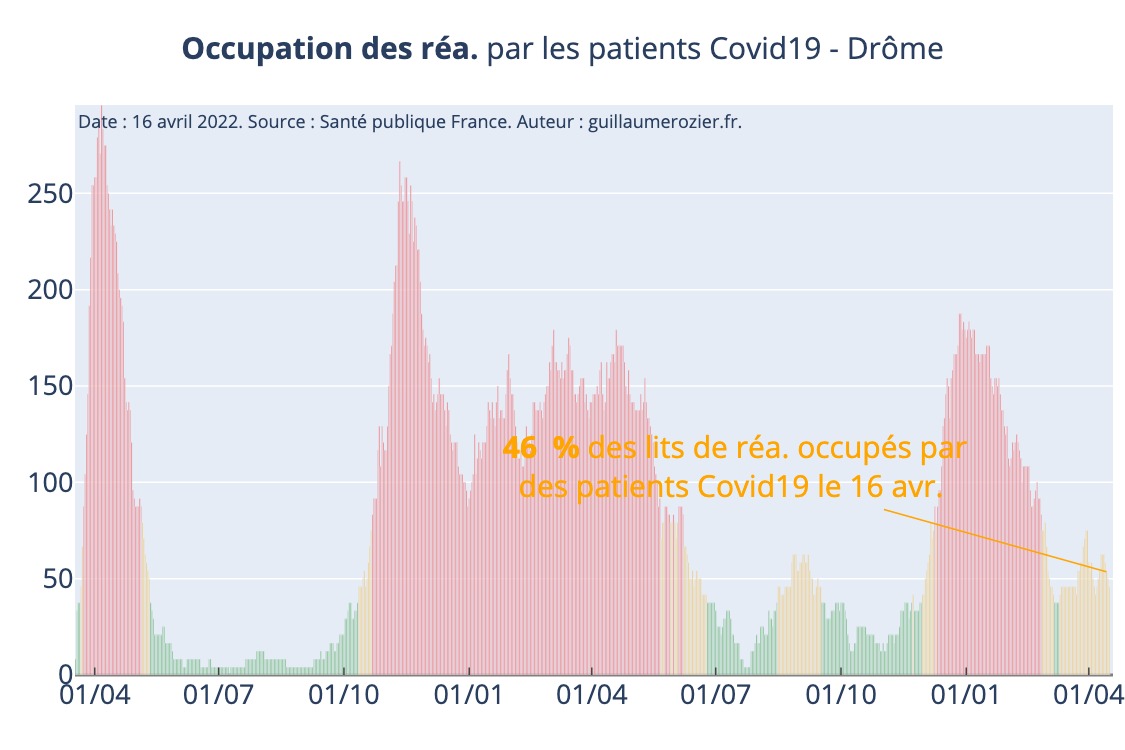 Occupation des réa. par les patients Covid19 - Drôme
Date : 16 avril 2022. Source : Santé publique France. Auteur : guillaumerozier.fr.
250
200
150
46 % des lits de réa. occupés par
des patients Covid19 le 16 avr.
100
50
0
01/04 01/07 01/10 01/01 01/04 01/07 01/10 01/01 01/04